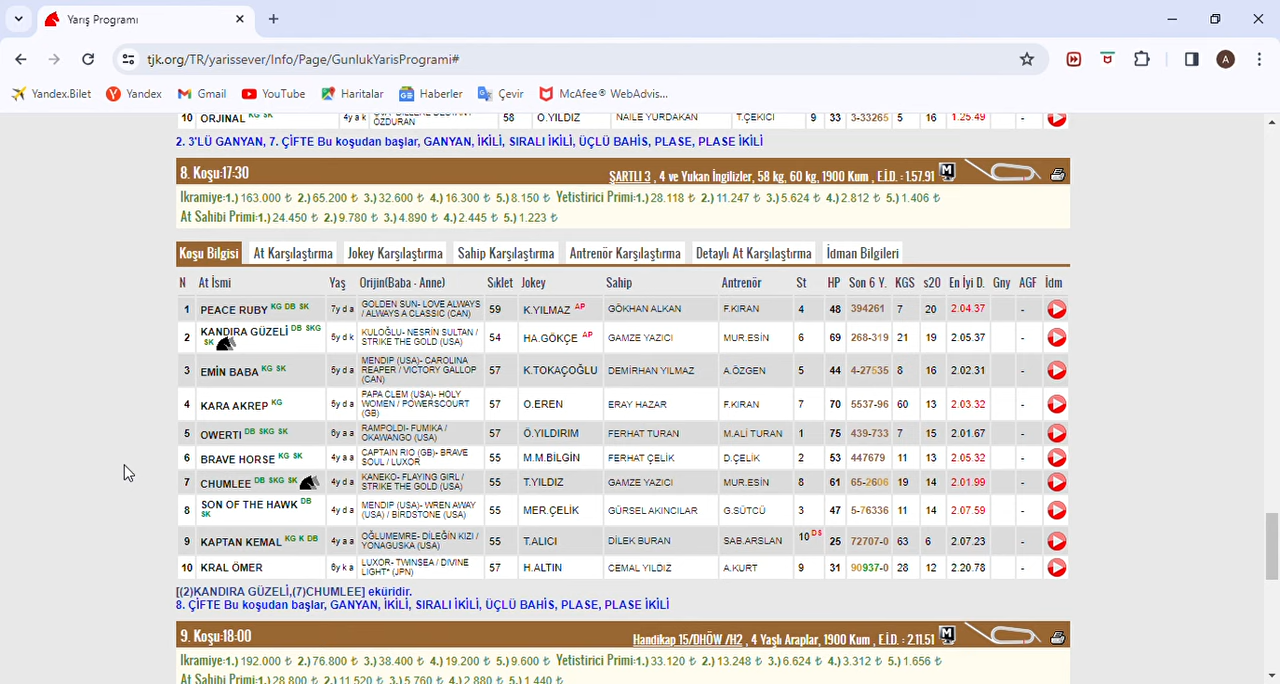 Yarış Programı
tjk.org/TR/yarissever/Info/Page/GunlukYarisProgrami#
A
Yandex.Bilet Yandex Gmail YouTube Haritalar Haberler Çevir McAfee® WebAdvis...
10 ORJINAL KG SK 4y a k ÖZDURAN 58 O.YILDIZ NAİLE YURDAKAN T.ÇEKİCİ 9 33 3-33265 5 16 1.25.49 -
2. 3'LÜ GANYAN, 7. ÇİFTE Bu koşudan başlar, GANYAN, İKİLİ, SIRALI İKİLİ, ÜÇLÜ BAHİS, PLASE, PLASE İKİLİ
8. Koşu:17:30 ŞARTLI 3 , 4 ve Yukarı İngilizler, 58 kg, 60 kg, 1900 Kum , E.İ.D. : 1.57.91 M
İkramiye:1.) 163.000 ₺ 2.) 65.200 ₺ 3.) 32.600 ₺ 4.) 16.300 ₺ 5.) 8.150 ₺ Yetistirici Primi:1.) 28.118 ₺ 2.) 11.247 ₺ 3.) 5.624 ₺ 4.) 2.812 ₺ 5.) 1.406 ₺
At Sahibi Primi:1.) 24.450 ₺ 2.) 9.780 ₺ 3.) 4.890 ₺ 4.) 2.445 ₺ 5.) 1.223 ₺
Koşu Bilgisi At Karşılaştırma Jokey Karşılaştırma Sahip Karşılaştırma Antrenör Karşılaştırma Detaylı At Karşılaştırma İdman Bilgileri
N At İsmi Yaş Orijin(Baba - Anne) Sıklet Jokey Sahip Antrenör St HP Son 6 Y. KGS s20 En İyi D. Gny AGF İdm
1 PEACE RUBY KG DB SK 7y d a GOLDEN SUN- LOVE ALWAYS / ALWAYS A CLASSIC (CAN) 59 K.YILMAZ AP GÖKHAN ALKAN F.KIRAN 4 48 394261 7 20 2.04.37 -
2 KANDIRA GÜZELİ DB SKG SK 5y d k KULOĞLU- NESRİN SULTAN / STRIKE THE GOLD (USA) 54 HA.GÖKÇE AP GAMZE YAZICI MUR.ESİN 6 69 268-319 21 19 2.05.37 -
3 EMİN BABA KG SK 5y d a MENDIP (USA)- CAROLINA REAPER / VICTORY GALLOP (CAN) 57 K.TOKAÇOĞLU DEMİRHAN YILMAZ A.ÖZGEN 5 44 4-27535 8 16 2.02.31 -
4 KARA AKREP KG 5y d a PAPA CLEM (USA)- HOLY WOMEN / POWERSCOURT (GB) 57 O.EREN ERAY HAZAR F.KIRAN 7 70 5537-96 60 13 2.03.32 -
5 OWERTI DB SKG SK 6y a a RAMPOLDI- FUMIKA / OKAWANGO (USA) 57 Ö.YILDIRIM FERHAT TURAN M.ALİ TURAN 1 75 439-733 7 15 2.01.67 -
6 BRAVE HORSE KG SK 4y a a CAPTAIN RIO (GB)- BRAVE SOUL / LUXOR 55 M.M.BİLGİN FERHAT ÇELİK D.ÇELİK 2 53 447679 11 13 2.05.32 -
7 CHUMLEE DB SKG SK 4y d a KANEKO- FLAYING GIRL / STRIKE THE GOLD (USA) 55 T.YILDIZ GAMZE YAZICI MUR.ESİN 8 61 65-2606 19 14 2.01.99 -
8 SON OF THE HAWK DB SK 4y d a MENDIP (USA)- WREN AWAY (USA) / BIRDSTONE (USA) 55 MER.ÇELİK GÜRSEL AKINCILAR G.SÜTCÜ 3 47 5-76336 11 14 2.07.59 -
9 KAPTAN KEMAL KG K DB 4y a a OĞLUMEMRE- DİLEĞİN KIZI / YONAGUSKA (USA) 55 T.ALICI DİLEK BURAN SAB.ARSLAN 10 DS 25 72707-0 63 6 2.07.23 -
10 KRAL ÖMER 6y k a LUXOR- TWINSEA / DIVINE LIGHT* (JPN) 57 H.ALTIN CEMAL YILDIZ A.KURT 9 31 90937-0 28 12 2.20.78 -
[(2)KANDIRA GÜZELİ,(7)CHUMLEE] eküridir.
8. ÇİFTE Bu koşudan başlar, GANYAN, İKİLİ, SIRALI İKİLİ, ÜÇLÜ BAHİS, PLASE, PLASE İKİLİ
9. Koşu:18:00 Handikap 15/DHÖW /H2 , 4 Yaşlı Araplar, 1900 Kum , E.İ.D. : 2.11.51 M
İkramiye:1.) 192.000 ₺ 2.) 76.800 ₺ 3.) 38.400 ₺ 4.) 19.200 ₺ 5.) 9.600 ₺ Yetistirici Primi:1.) 33.120 ₺ 2.) 13.248 ₺ 3.) 6.624 ₺ 4.) 3.312 ₺ 5.) 1.656 ₺
At Sahibi Primi:1.) 28.800 ₺ 2.) 11.520 ₺ 3.) 5.760 ₺ 4.) 2.880 ₺ 5.) 1.440 ₺